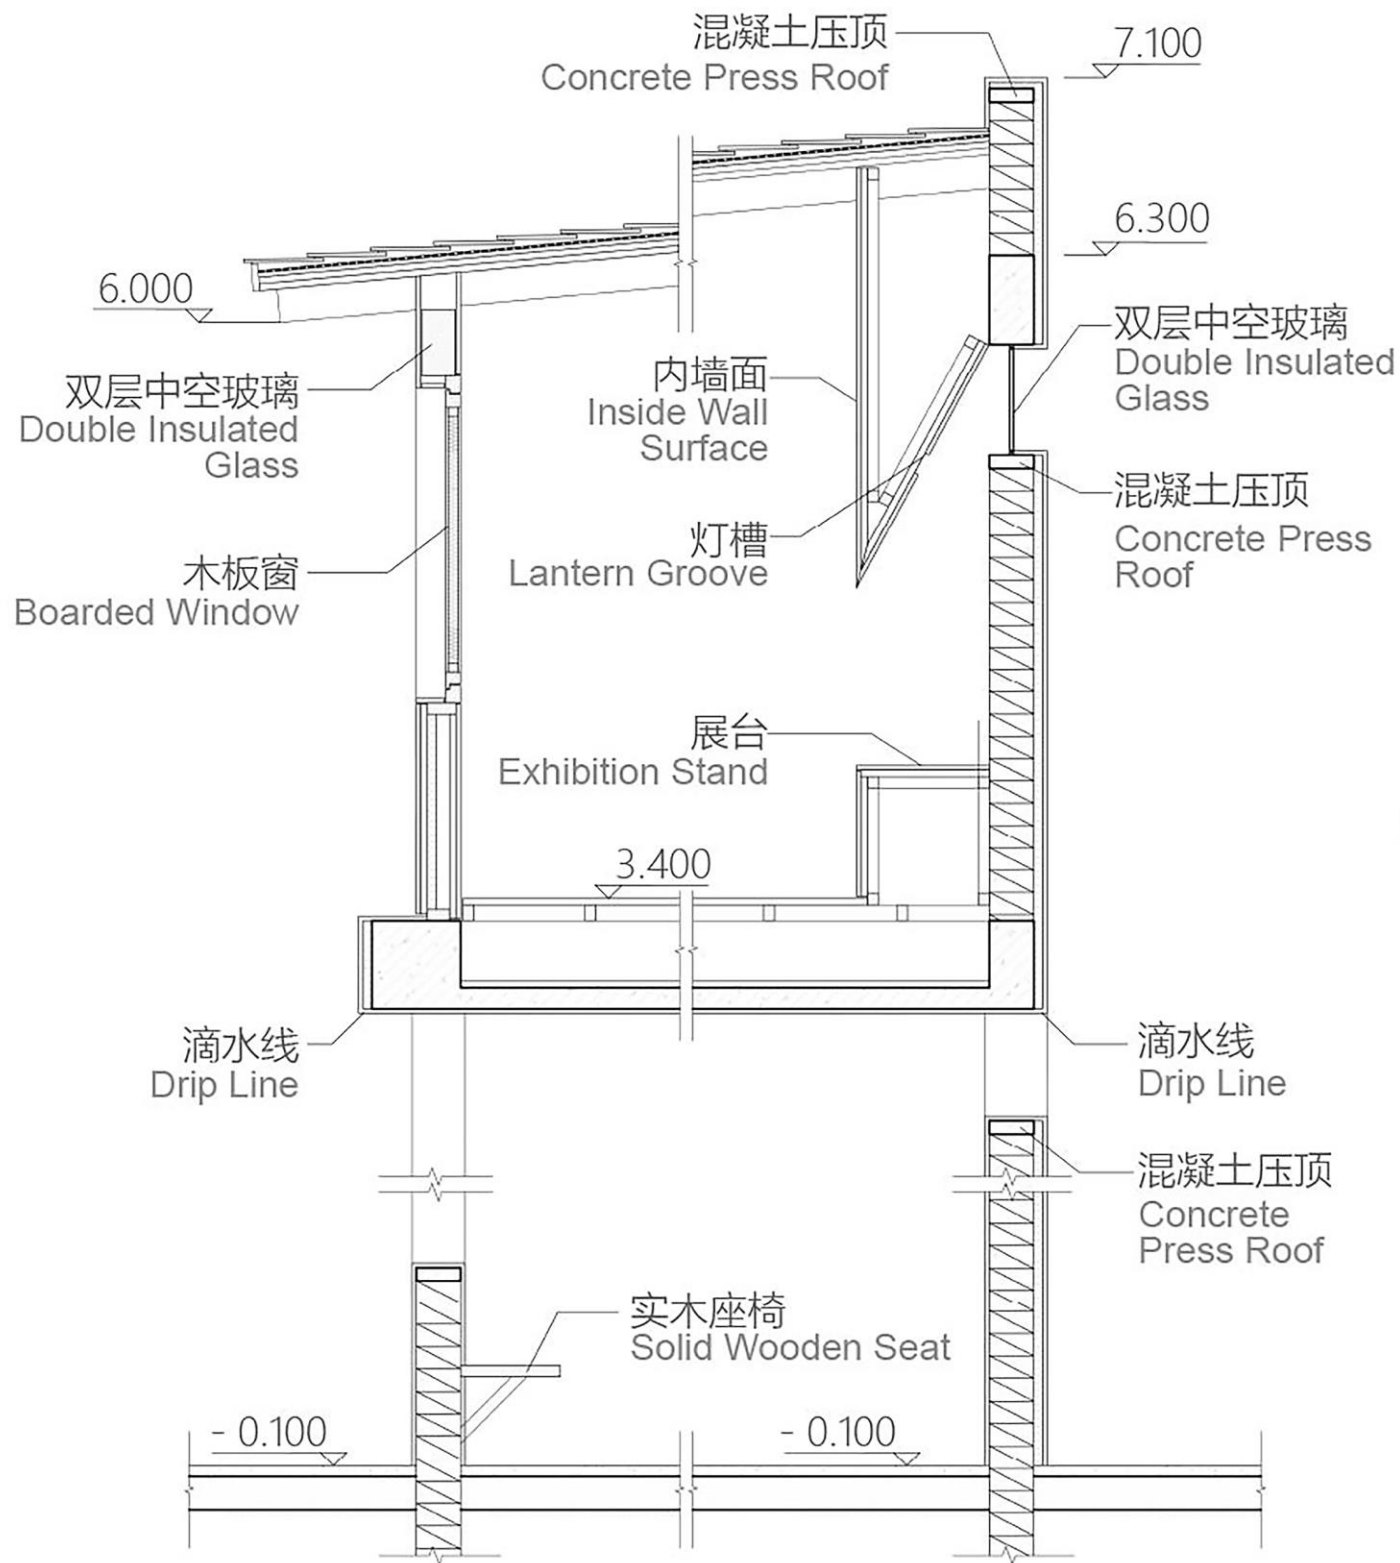 混凝土压顶
Concrete Press Roof
7.100
6.300
6.000
双层中空玻璃
Double Insulated
Glass
双层中空玻璃
Double Insulated
Glass
内墙面
Inside Wall
Surface
混凝土压顶
Concrete Press
Roof
灯槽
Lantern Groove
木板窗
Boarded Window
展台
Exhibition Stand
3.400
滴水线
Drip Line
滴水线
Drip Line
混凝土压顶
Concrete
Press Roof
实木座椅
Solid Wooden Seat
- 0.100
- 0.100